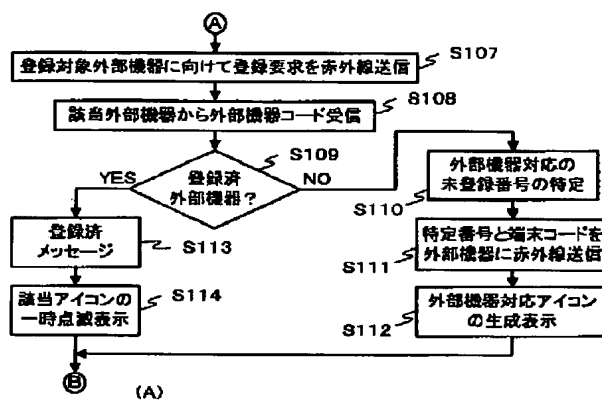 A
登録対象外部機器に向けて登録要求を赤外線送信
S107
該当外部機器から外部機器コード受信
S108
登録済
外部機器?
S109
YES
NO
登録済
メッセージ
S113
該当アイコンの
一時点滅表示
S114
外部機器対応の
未登録番号の特定
S110
特定番号と端末コードを
外部機器に赤外線送信
S111
外部機器対応アイコン
の生成表示
S112
B
(A)